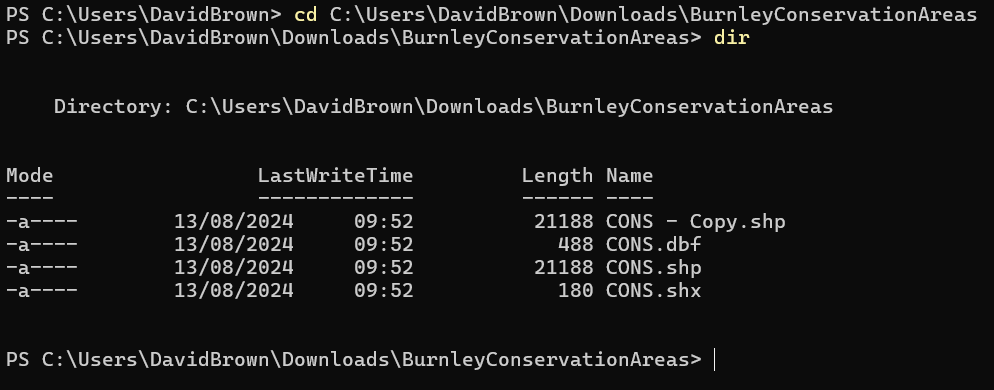 PS C:\Users\DavidBrown> cd C:\Users\DavidBrown\Downloads\BurnleyConservationAreas
PS C:\Users\DavidBrown\Downloads\BurnleyConservationAreas> dir
Directory: C:\Users\DavidBrown\Downloads\BurnleyConservationAreas
Mode LastWriteTime Length Name
---- ------------- ------ ----
-a---- 13/08/2024 09:52 21188 CONS - Copy.shp
-a---- 13/08/2024 09:52 488 CONS.dbf
-a---- 13/08/2024 09:52 21188 CONS.shp
-a---- 13/08/2024 09:52 180 CONS.shx
PS C:\Users\DavidBrown\Downloads\BurnleyConservationAreas>